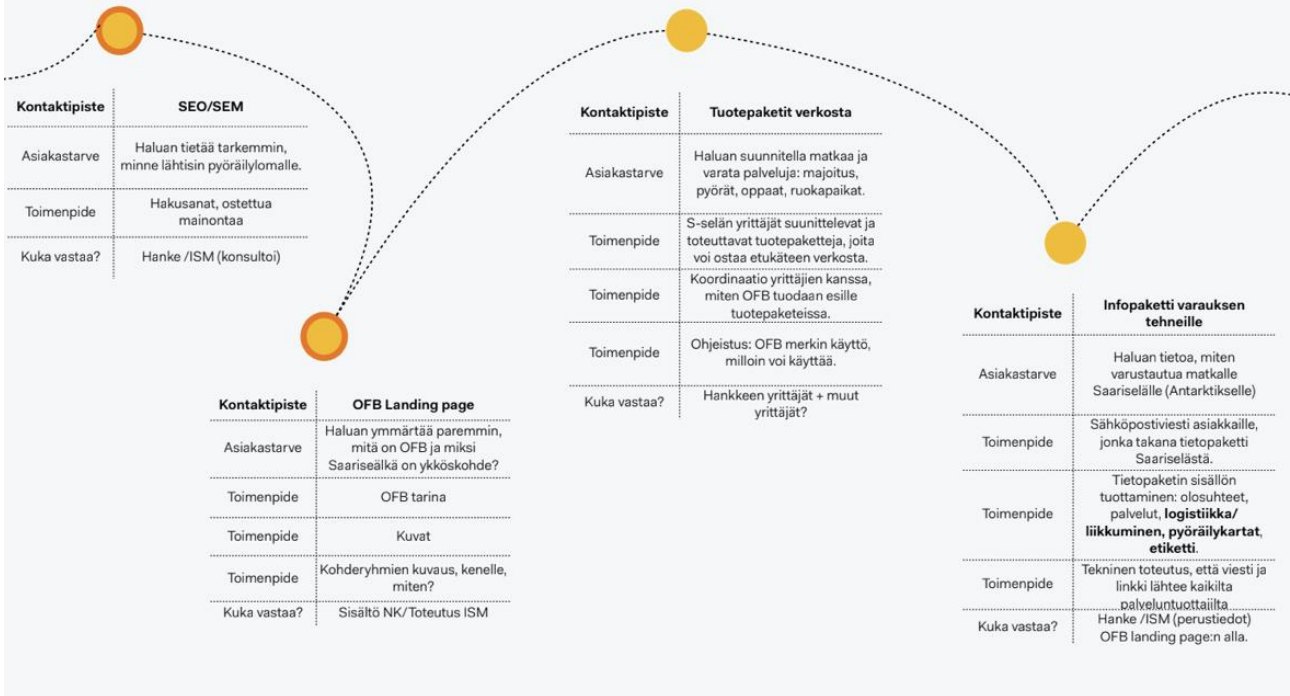 Kontaktipiste SEO/SEM
Asiakastarve Haluan tietää tarkemmin,
minne lähtisin pyöräilylomalle.
Toimenpide Hakusanat, ostettua
mainontaa
Kuka vastaa? Hanke /ISM (konsultoi)
Kontaktipiste OFB Landing page
Asiakastarve Haluan ymmärtää paremmin,
mitä on OFB ja miksi
Saariseälkä on ykköskohde?
Toimenpide OFB tarina
Toimenpide Kuvat
Toimenpide Kohderyhmien kuvaus, kenelle,
miten?
Kuka vastaa? Sisältö NK/Toteutus ISM
Kontaktipiste Tuotepaketit verkosta
Asiakastarve Haluan suunnitella matkaa ja
varata palveluja: majoitus,
pyörät, oppaat, ruokapaikat.
Toimenpide S-selän yrittäjät suunnittelevat ja
toteuttavat tuotepaketteja, joita
voi ostaa etukäteen verkosta.
Toimenpide Koordinaatio yrittäjien kanssa,
miten OFB tuodaan esille
tuotepaketeissa.
Toimenpide Ohjeistus: OFB merkin käyttö,
milloin voi käyttää.
Kuka vastaa? Hankkeen yrittäjät + muut
yrittäjät?
Kontaktipiste Infopaketti varauksen
tehneille
Asiakastarve Haluan tietoa, miten
varustautua matkalle
Saariselälle (Antarktikselle)
Toimenpide Sähköpostiviesti asiakkaille,
jonka takana tietopaketti
Saariselästä.
Toimenpide Tietopaketin sisällön
tuottaminen: olosuhteet,
palvelut, logistiikka/
liikkuminen, pyöräilykartat,
etiketti.
Toimenpide Tekninen toteutus, että viesti ja
linkki lähtee kaikilta
palveluntuottajilta
Kuka vastaa? Hanke /ISM (perustiedot)
OFB landing page:n alla.